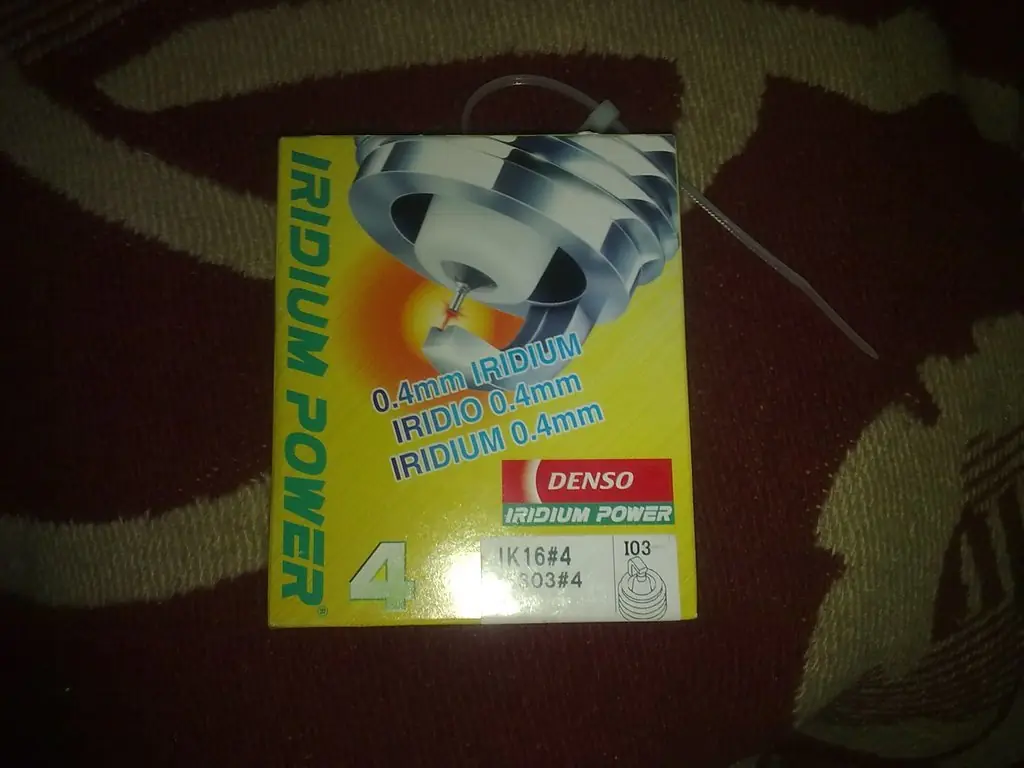 IRIDIUM POWER®
0.4mm IRIDIUM
IRIDIO 0.4mm
IRIDIUM 0.4mm
DENSO
IRIDIUM POWER
4
IK16#4
I03